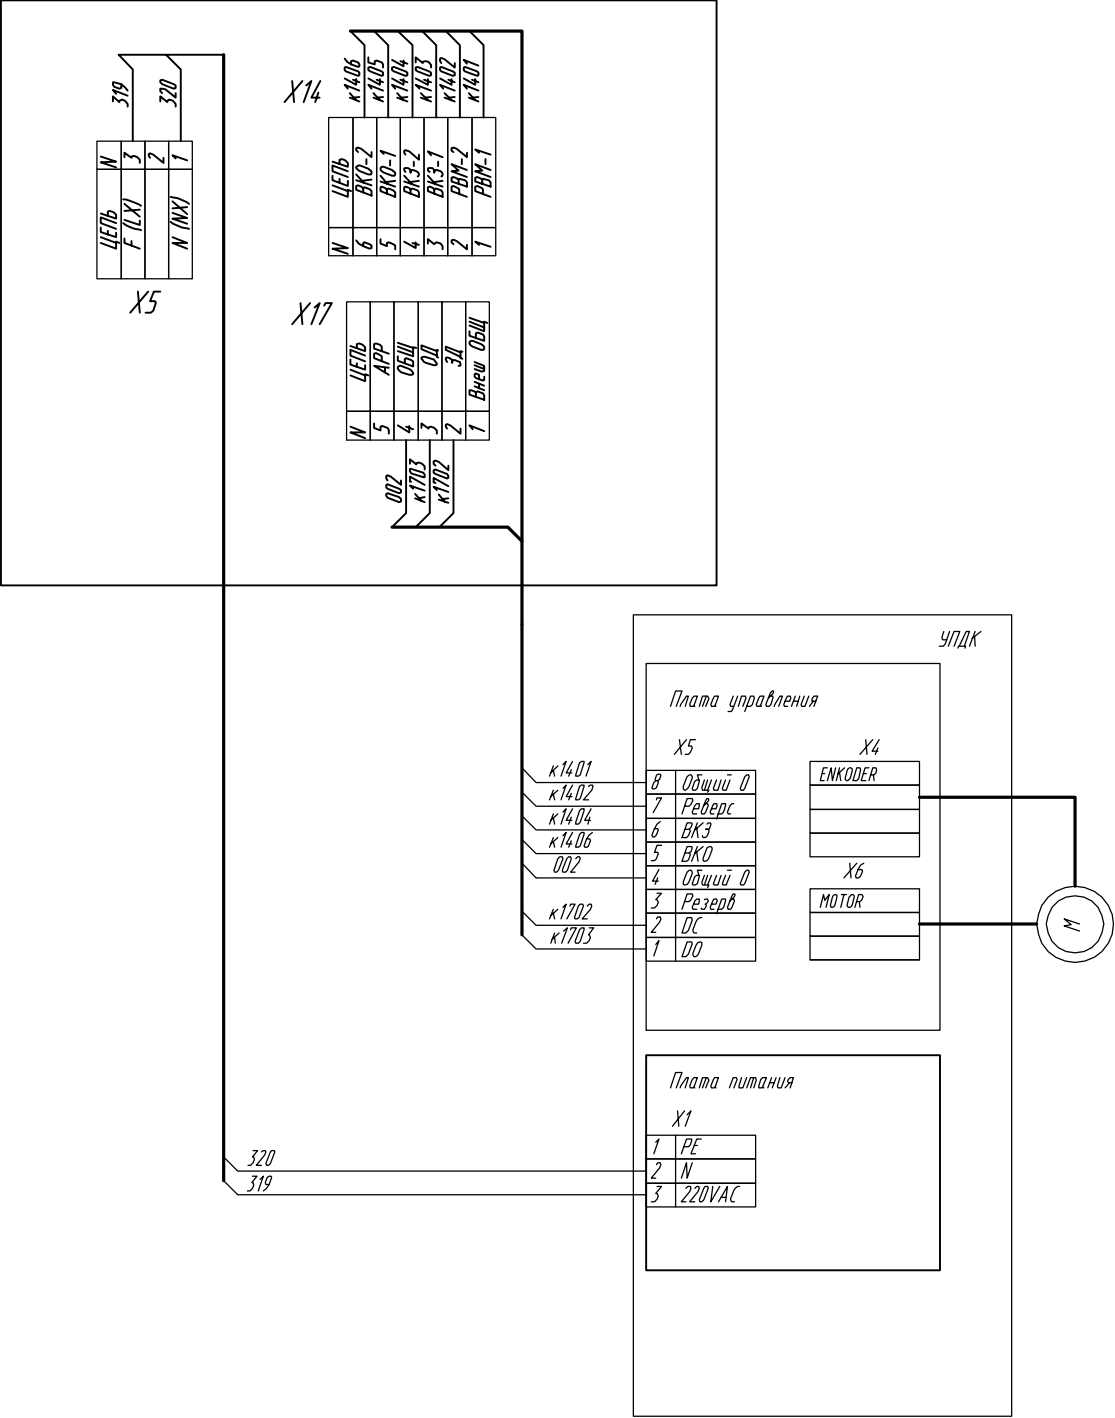 319
320
ЦЕПЬ N
F (LX) 3
2
N (NX) 1
X5
X14
к1406
к1405
к1404
к1403
к1402
к1401
ЦЕПЬ N
ВКО-2 6
ВКО-1 5
ВКЗ-2 4
ВКЗ-1 3
РВМ-2 2
РВМ-1 1
X17
ЦЕПЬ N
АРР 5
ОБЩ 4
ОД 3
ЗД 2
Внеш ОБЩ 1
002
к1703
к1702
УПДК
Плата управления
X5
к1401 8 Общий 0
к1402 7 Реверс
к1404 6 ВКЗ
к1406 5 ВКО
002 4 Общий 0
3 Резерв
к1702 2 DC
к1703 1 DO
X4
ENKODER
X6
MOTOR
M
Плата питания
X1
1 PE
320 2 N
319 3 220VAC